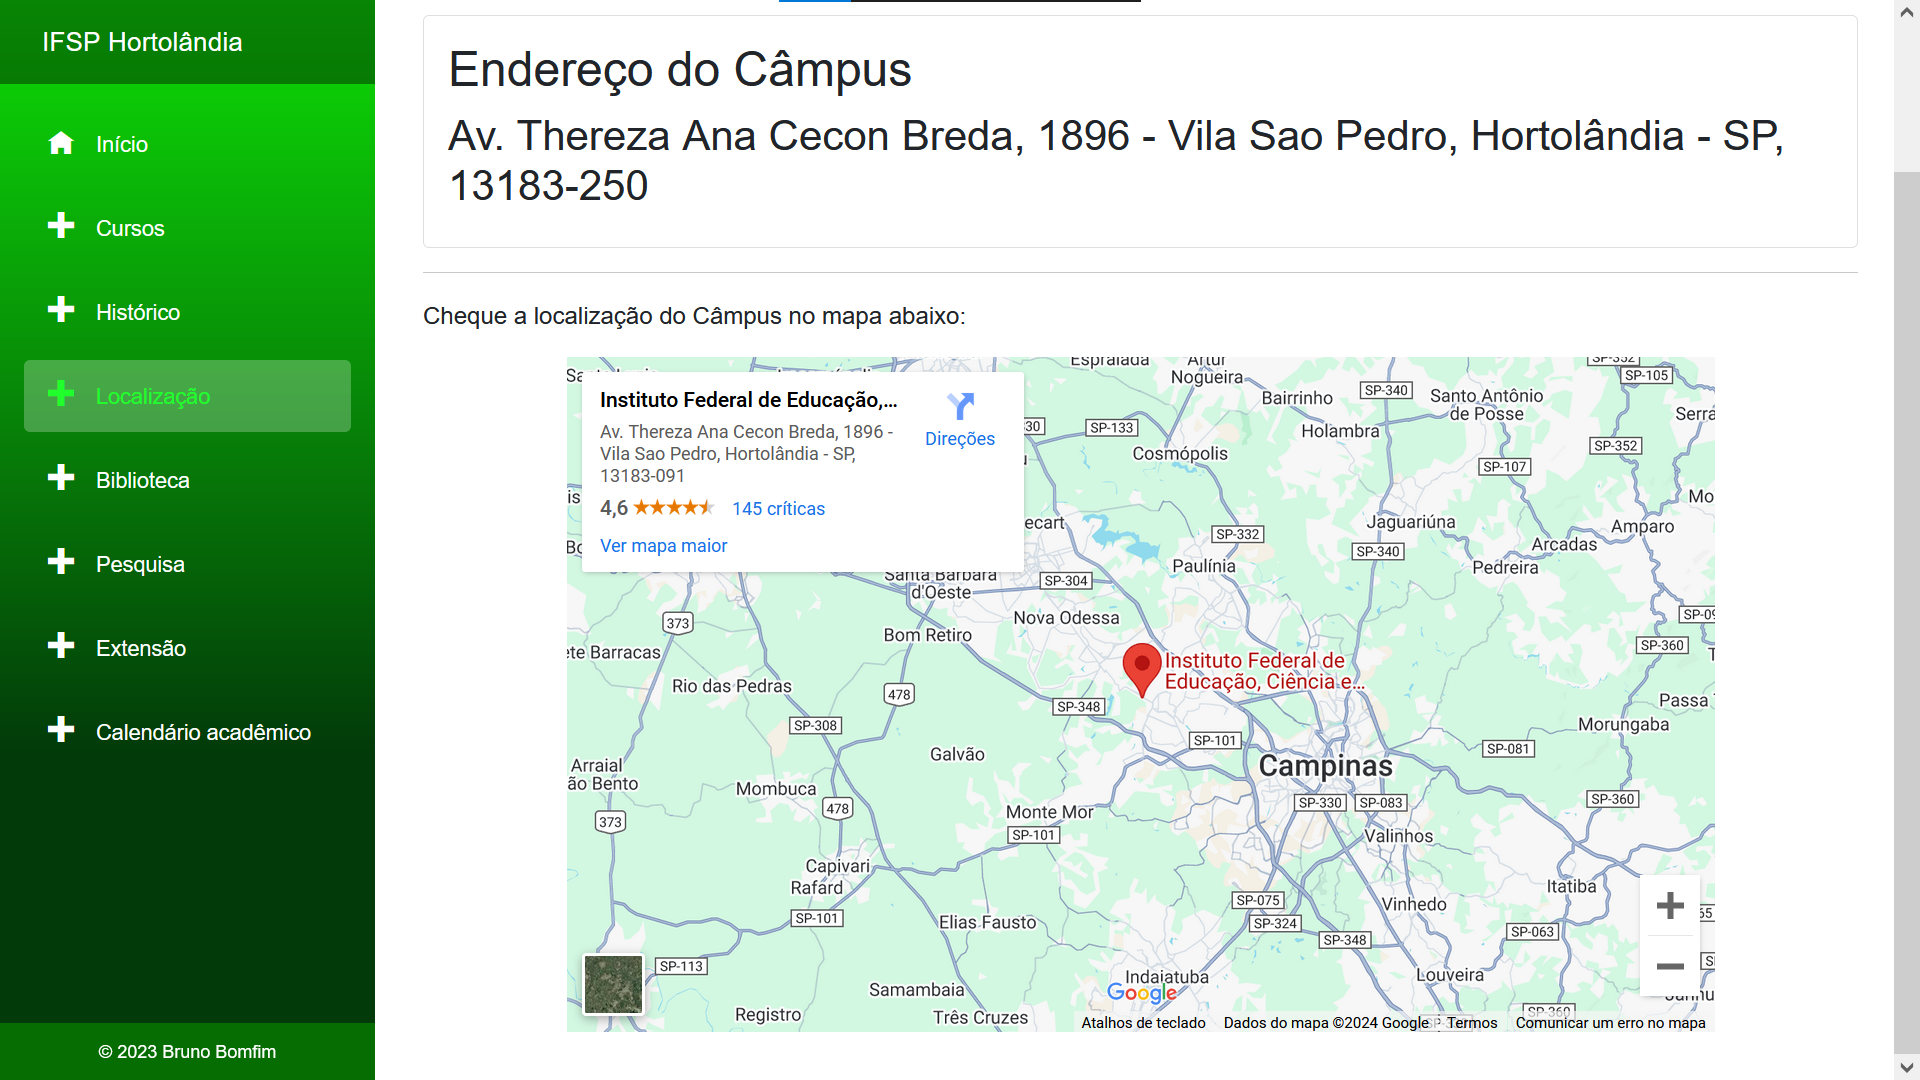 IFSP Hortolândia
Início
Cursos
Histórico
Localização
Biblioteca
Pesquisa
Extensão
Calendário acadêmico
© 2023 Bruno Bomfim
Endereço do Câmpus
Av. Thereza Ana Cecon Breda, 1896 - Vila Sao Pedro, Hortolândia - SP,
13183-250
Cheque a localização do Câmpus no mapa abaixo:
Instituto Federal de Educação,...
Av. Thereza Ana Cecon Breda, 1896 -
Vila Sao Pedro, Hortolândia - SP,
13183-091
4,6
145 críticas
Ver mapa maior
Direções
Artur
Nogueira
SP-352
SP-105
Bairrinho
SP-340
Santo Antônio
de Posse
Serra
SP-133
Holambra
SP-352
Cosmópolis
SP-107
Mo
Jaguariúna
Amparo
SP-332
Arcadas
SP-340
Paulínia
Pedreira
Santa Bárbara
d'Oeste
SP-304
Nova Odessa
373
Bom Retiro
ete Barracas
SP-360
Instituto Federal de
Educação, Ciência e...
Rio das Pedras
478
SP-348
Passa
SP-308
Morungaba
SP-101
Galvão
SP-081
Arraial
ão Bento
Campinas
Mombuca
478
SP-330
SP-083
SP-360
373
Monte Mor
SP-101
Valinhos
Capivari
Rafard
Itatiba
SP-101
SP-075
Vinhedo
Elias Fausto
SP-324
SP-063
SP-348
SP-113
Indaiatuba
Louveira
Samambaia
Google
Registro
Três Cruzes
SP-360
Atalhos de teclado
Dados do mapa ©2024 Google
Termos
Comunicar um erro no mapa